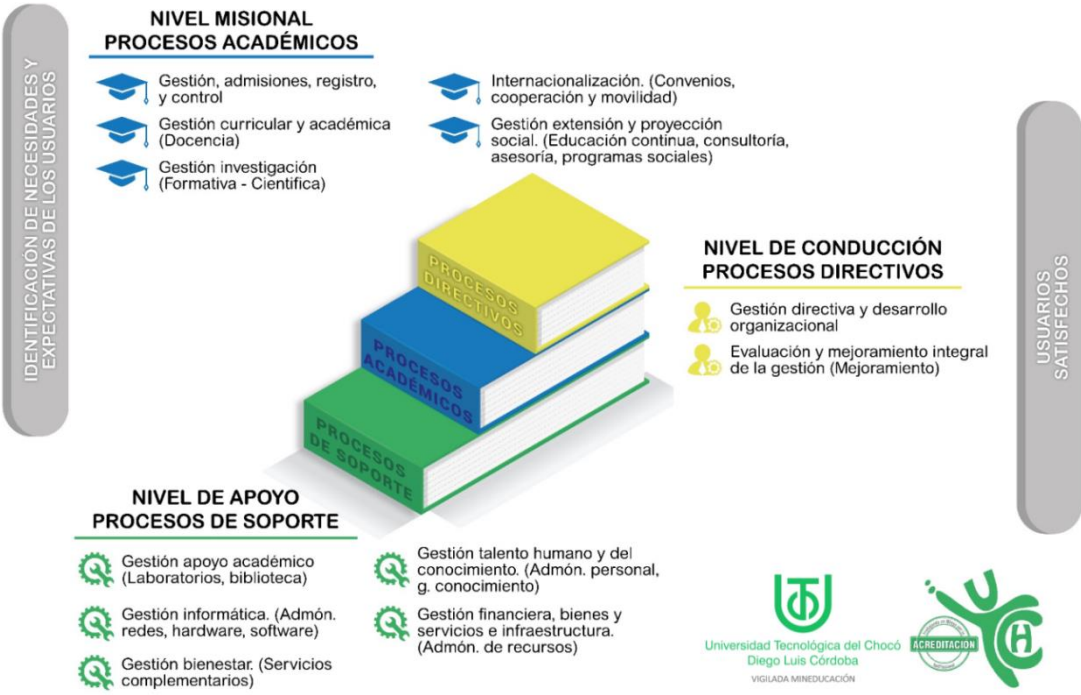 IDENTIFICACIÓN DE NECESIDADES Y
EXPECTATIVAS DE LOS USUARIOS
NIVEL MISIONAL
PROCESOS ACADÉMICOS
Gestión, admisiones, registro,
y control
Gestión curricular y académica
(Docencia)
Gestión investigación
(Formativa - Cientifica)
Internacionalización. (Convenios,
cooperación y movilidad)
Gestión extensión y proyección
social. (Educación continua, consultoría,
asesoría, programas sociales)
PROCESOS
DIRECTIVOS
PROCESOS
ACADÉMICOS
PROCESOS
DE SOPORTE
NIVEL DE CONDUCCIÓN
PROCESOS DIRECTIVOS
Gestión directiva y desarrollo
organizacional
Evaluación y mejoramiento integral
de la gestión (Mejoramiento)
USUARIOS
SATISFECHOS
NIVEL DE APOYO
PROCESOS DE SOPORTE
Gestión apoyo académico
(Laboratorios, biblioteca)
Gestión informática. (Admón.
redes, hardware, software)
Gestión bienestar. (Servicios
complementarios)
Gestión talento humano y del
conocimiento. (Admón. personal,
g. conocimiento)
Gestión financiera, bienes y
servicios e infraestructura.
(Admón. de recursos)
Universidad Tecnológica del Chocó
Diego Luis Córdoba
VIGILADA MINEDUCACIÓN
ACREDITACIÓN